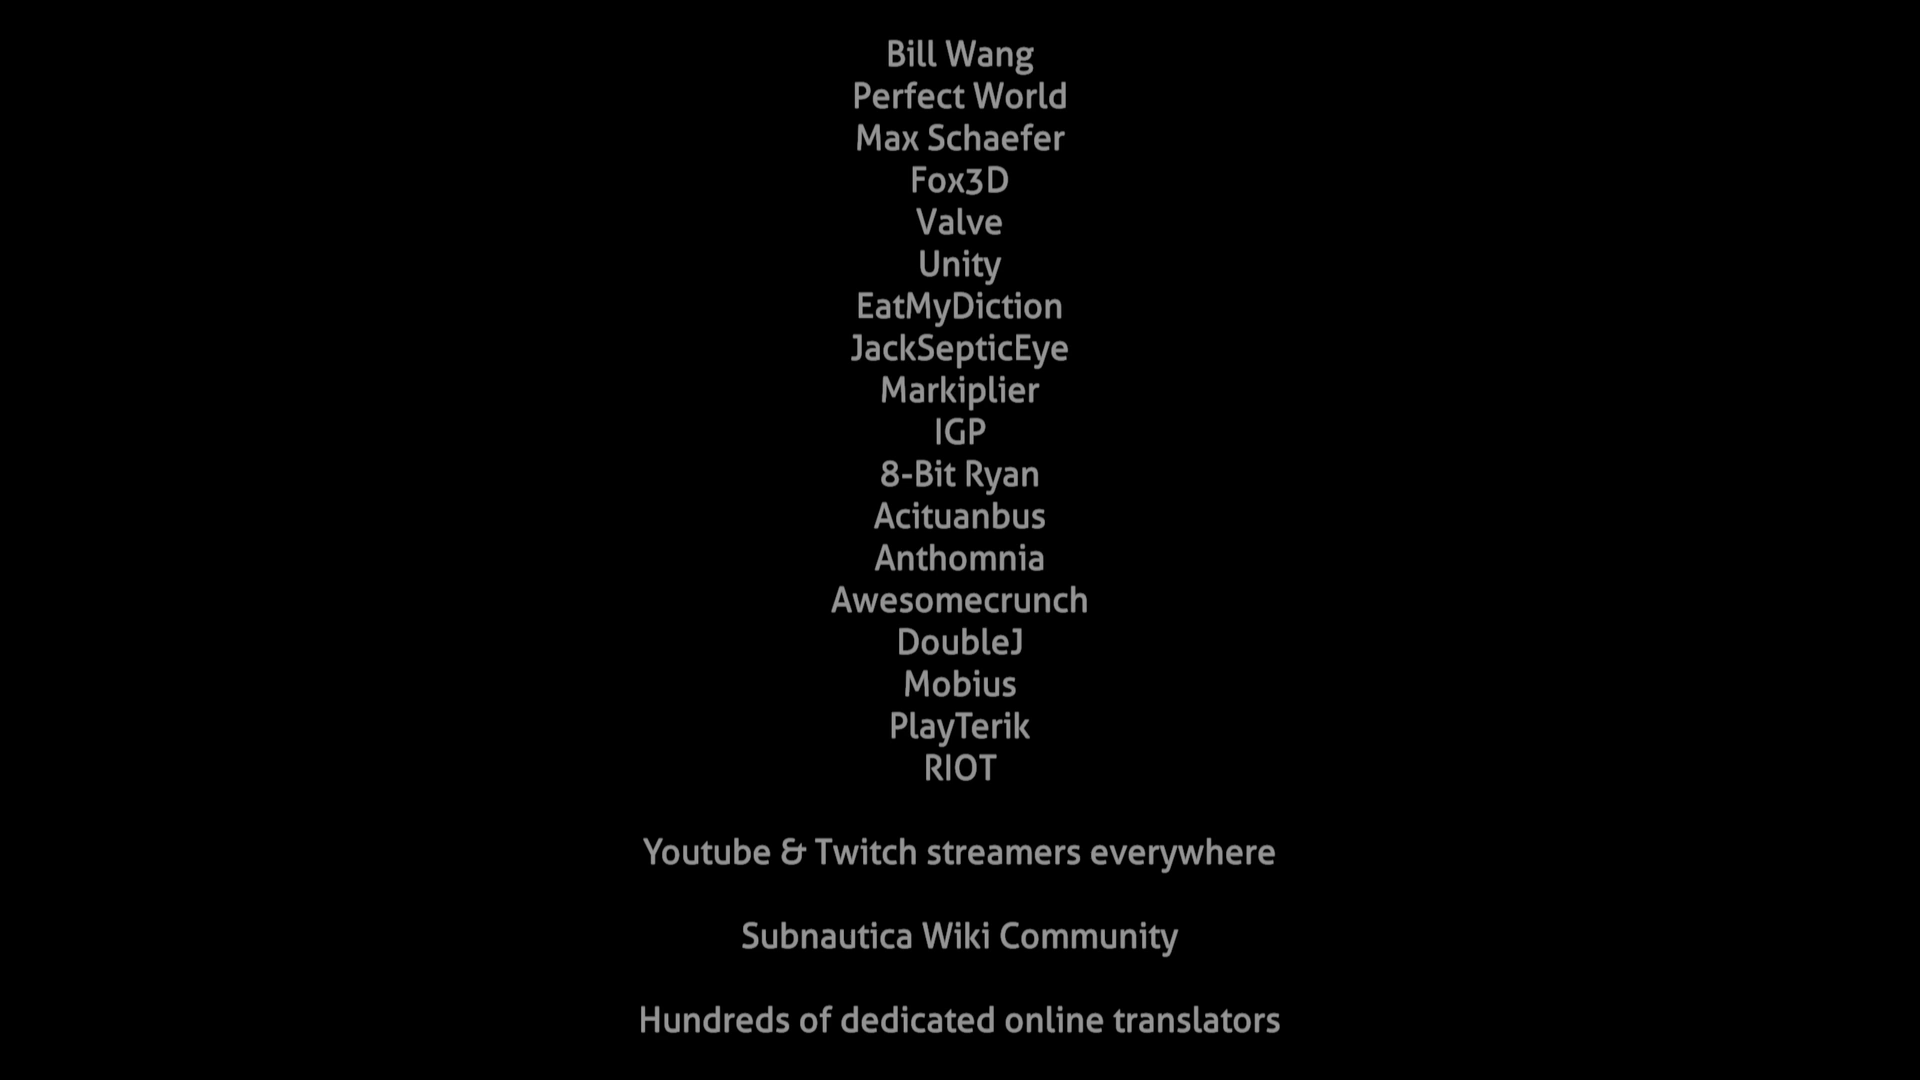 Bill Wang
Perfect World
Max Schaefer
Fox3D
Valve
Unity
EatMyDiction
JackSepticEye
Markiplier
IGP
8-Bit Ryan
Acituanbus
Anthomnia
Awesomecrunch
DoubleJ
Mobius
PlayTerik
RIOT
Youtube & Twitch streamers everywhere
Subnautica Wiki Community
Hundreds of dedicated online translators